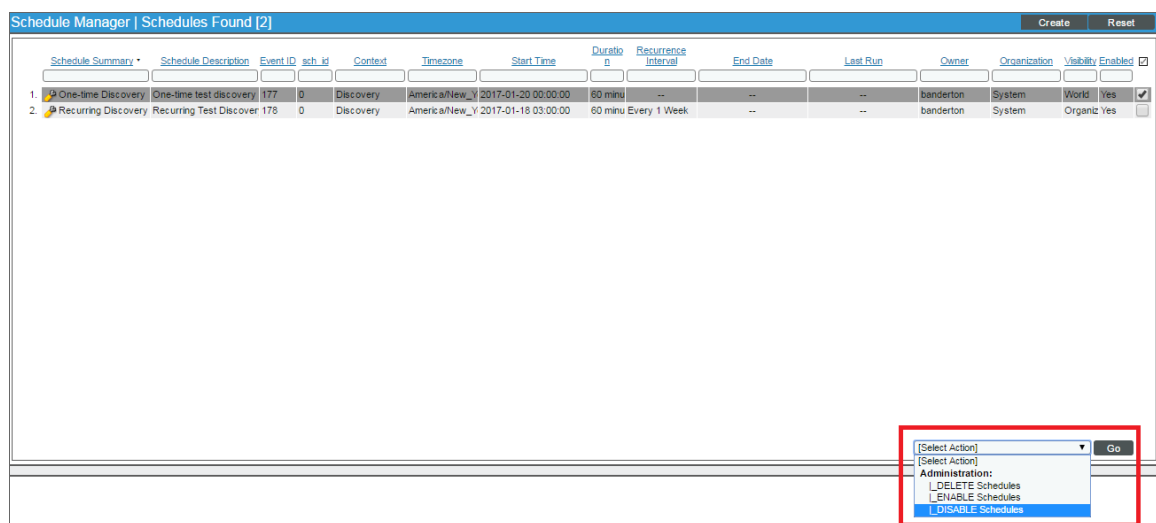 Schedule Manager | Schedules Found [2]
Create Reset
Schedule Summary Schedule Description Event ID sch_id Context Timezone Start Time Duratio n Recurrence Interval End Date Last Run Owner Organization Visibility Enabled
1. One-time Discovery One-time test discovery 177 0 Discovery America/New_Y 2017-01-20 00:00:00 60 minu -- -- -- banderton System World Yes
2. Recurring Discovery Recurring Test Discover 178 0 Discovery America/New_Y 2017-01-18 03:00:00 60 minu Every 1 Week -- -- banderton System Organiz Yes
[Select Action] Go
[Select Action]
Administration:
|_DELETE Schedules
|_ENABLE Schedules
|_DISABLE Schedules